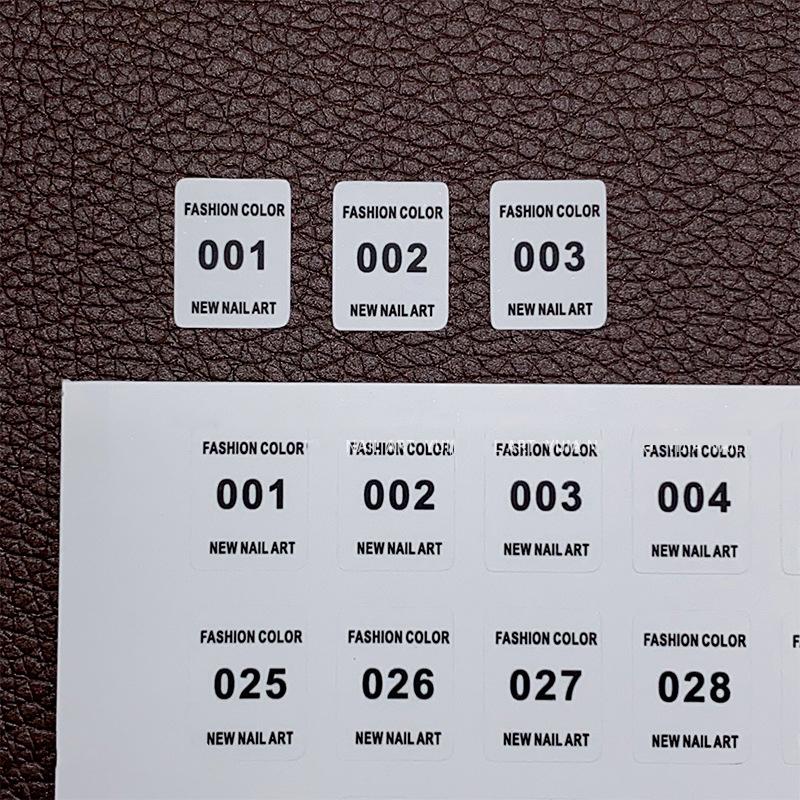 FASHION COLOR FASHION COLOR FASHION COLOR
001 002 003
NEW NAIL ART NEW NAIL ART NEW NAIL ART
FASHION COLOR FASHION COLOR FASHION COLOR FASHION COLOR
001 002 003 004
NEW NAIL ART NEW NAIL ART NEW NAIL ART NEW NAIL ART
FASHION COLOR FASHION COLOR FASHION COLOR FASHION COLOR
025 026 027 028
NEW NAIL ART NEW NAIL ART NEW NAIL ART NEW NAIL ART